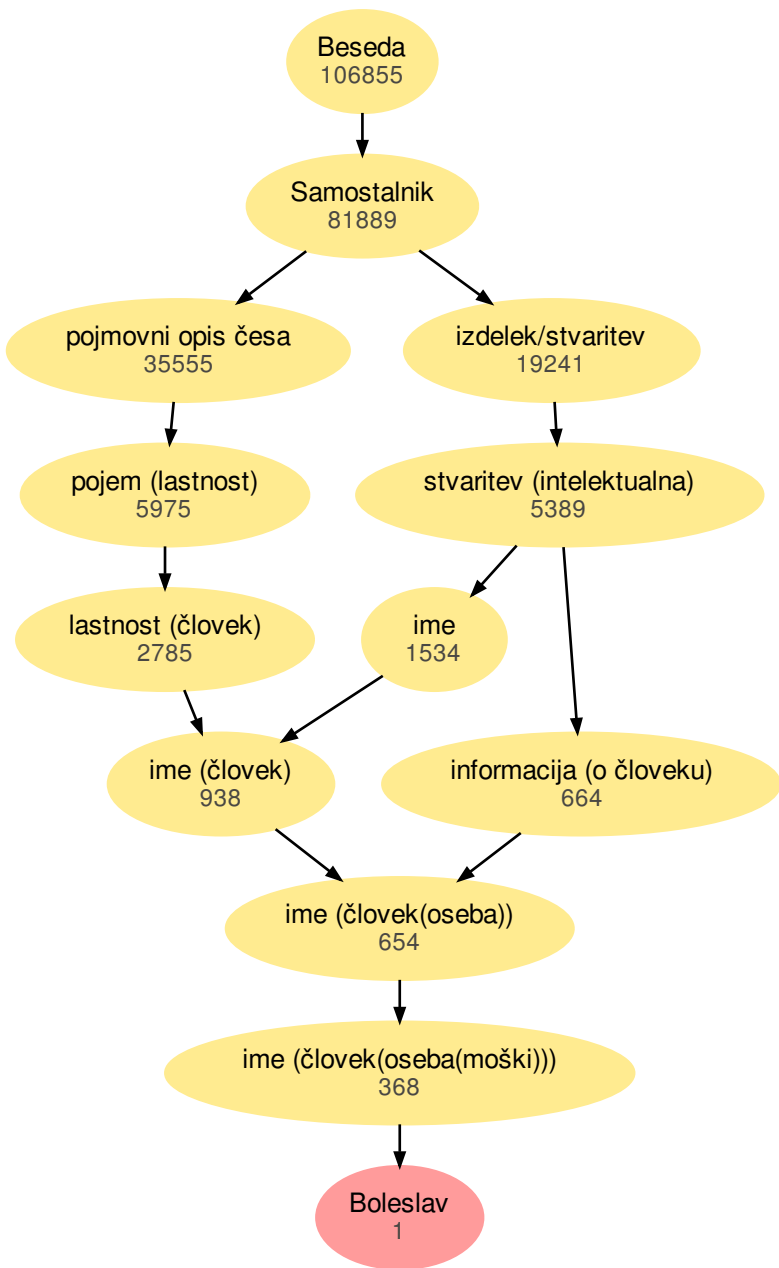 Beseda
106855
Samostalnik
81889
pojmovni opis česa
35555
izdelek/stvaritev
19241
pojem (lastnost)
5975
stvaritev (intelektualna)
5389
lastnost (človek)
2785
ime
1534
ime (človek)
938
informacija (o človeku)
664
ime (človek(oseba))
654
ime (človek(oseba(moški)))
368
Boleslav
1